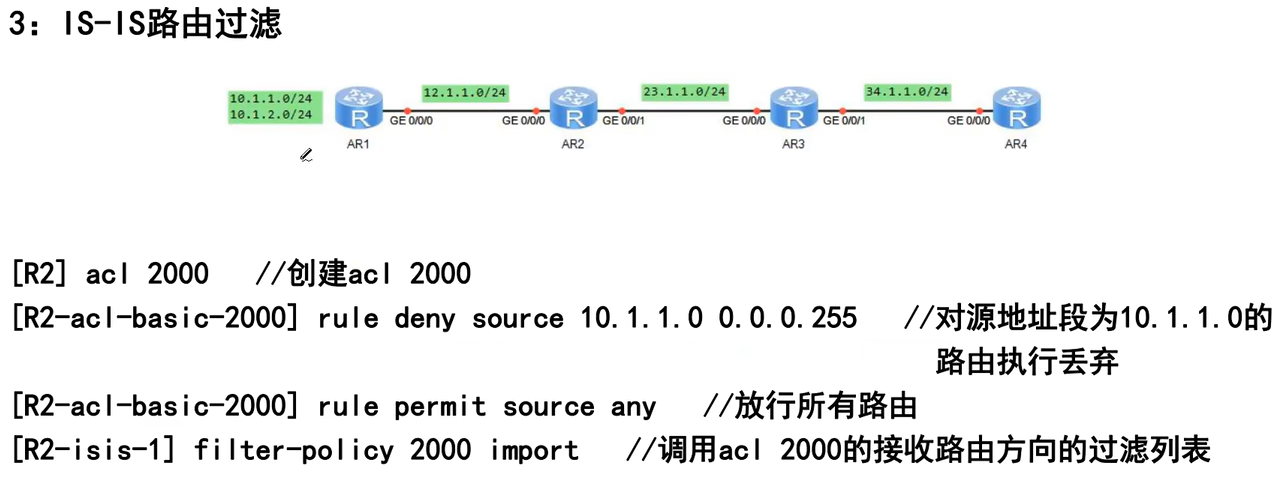 3：IS-IS路由过滤
10.1.1.0/24
10.1.2.0/24
12.1.1.0/24
23.1.1.0/24
34.1.1.0/24
R
R
R
R
GE 0/0/0
GE 0/0/0
GE 0/0/1
GE 0/0/0
GE 0/0/1
GE 0/0/0
AR1
AR2
AR3
AR4
[R2] acl 2000 //创建acl 2000
[R2-acl-basic-2000] rule deny source 10.1.1.0 0.0.0.255 //对源地址段为10.1.1.0的
路由执行丢弃
[R2-acl-basic-2000] rule permit source any //放行所有路由
[R2-isis-1] filter-policy 2000 import //调用acl 2000的接收路由方向的过滤列表